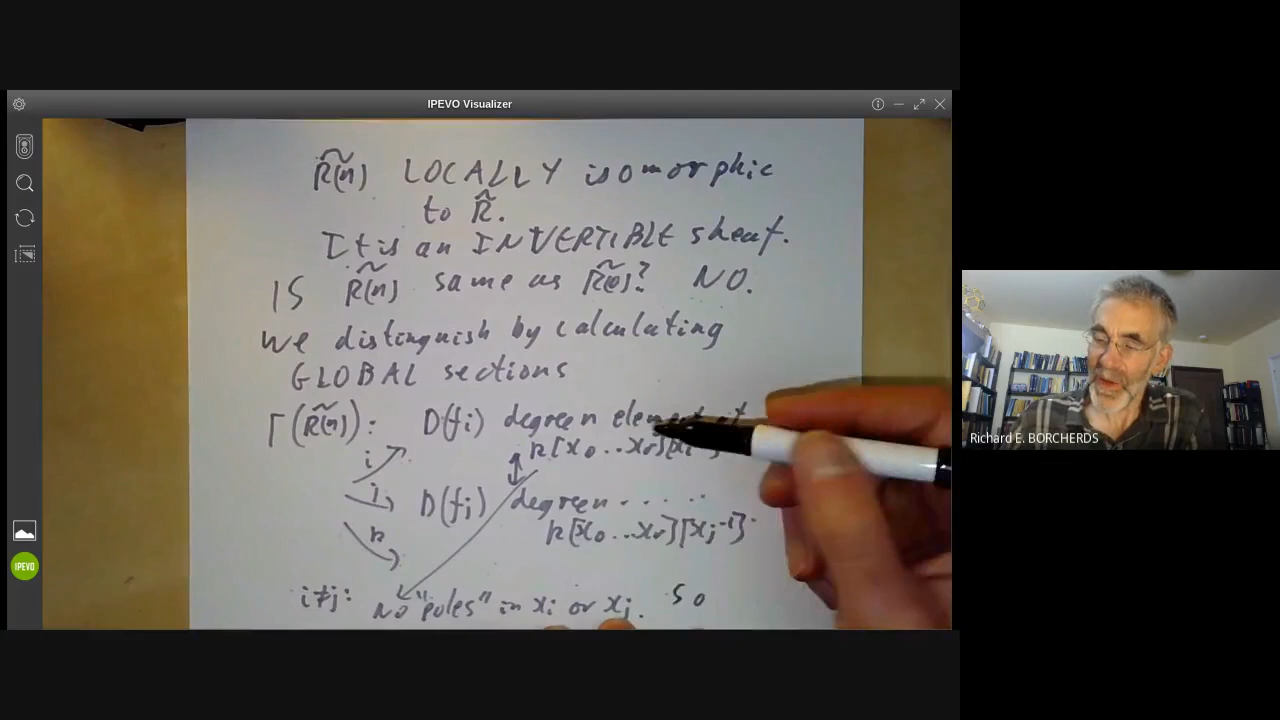 IPEVO Visualizer
R̃(n) LOCALLY isomorphic
to R̃.
It is an INVERTIBLE sheaf.
IS R̃(n) same as R̃(0)? NO.
We distinguish by calculating
GLOBAL sections
Γ(R̃(n)): D(fi) degree n
i
k[x0...xr]
j
D(fj) degree n .....
n
k[x0...xr][xj^-1]
i≠j: NO "poles" in xi or xj. So
Richard E. BORCHERDS
IPEVO